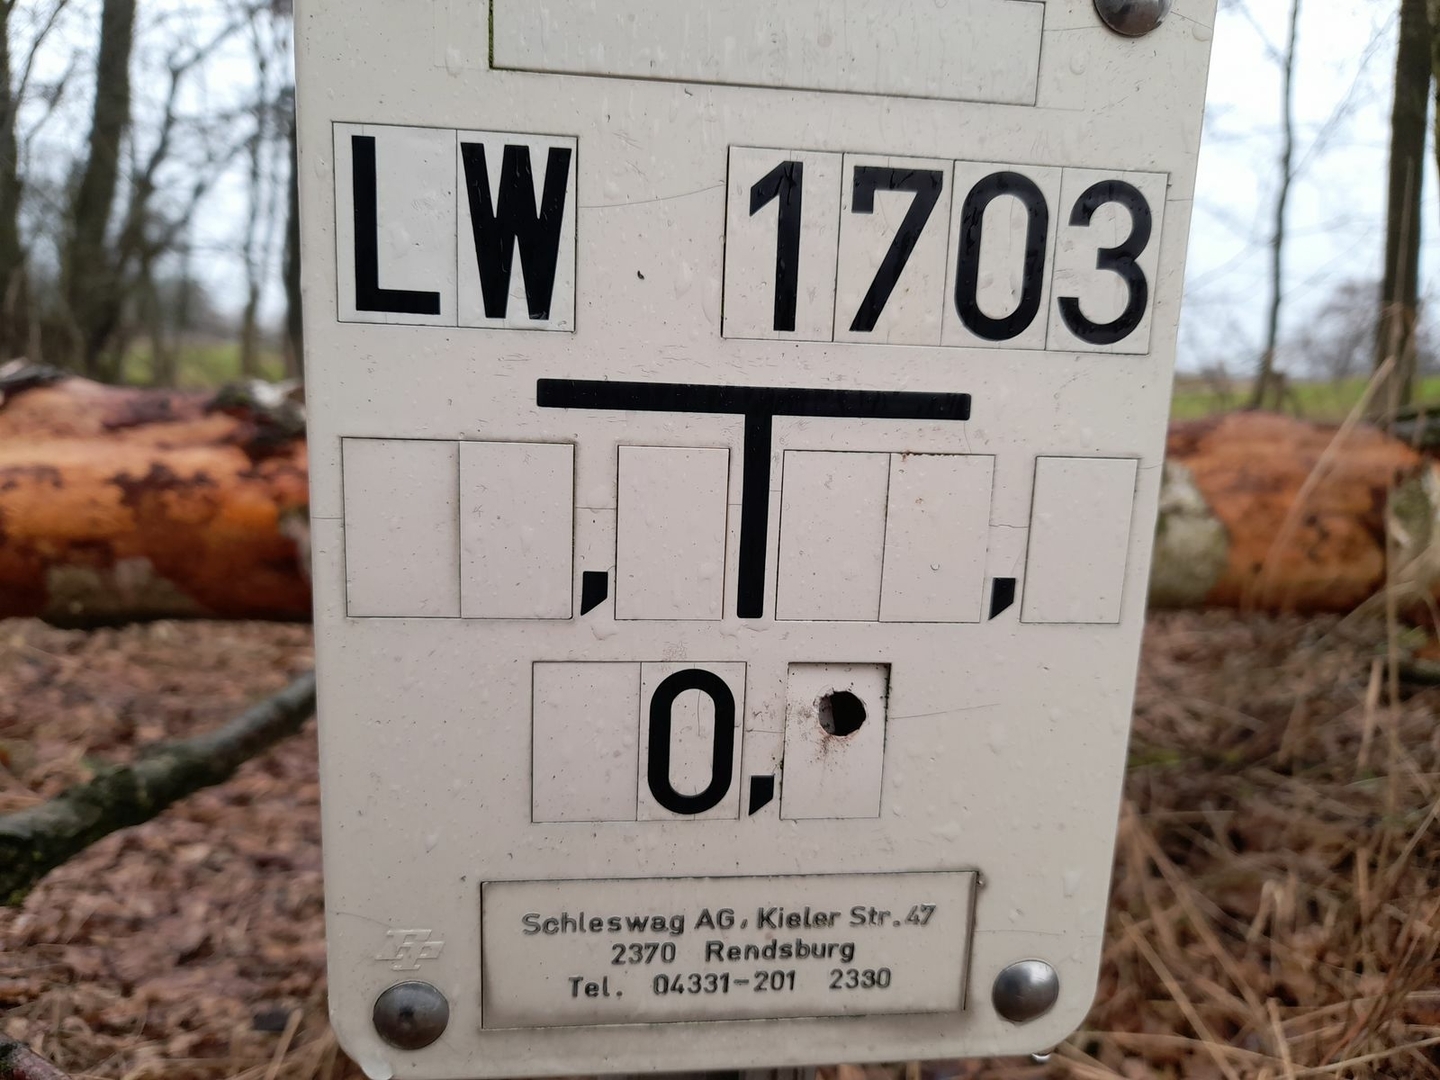 LW 1703
, ,
0,
Schleswag AG, Kieler Str. 47
2370 Rendsburg
Tel. 04331-201 2330